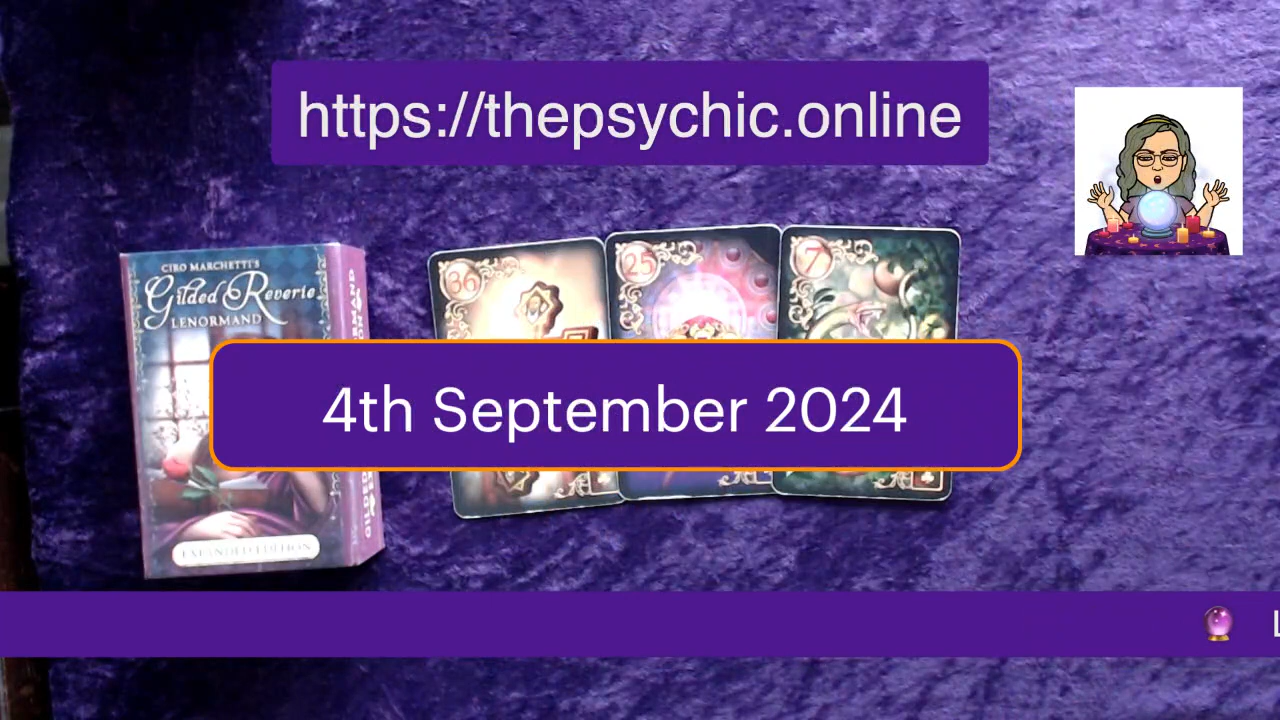 https://thepsychic.online
CIRO MARCHETTI'S
Gilded Reverie
LENORMAND
36
25
7
4th September 2024
EXPANDED EDITION